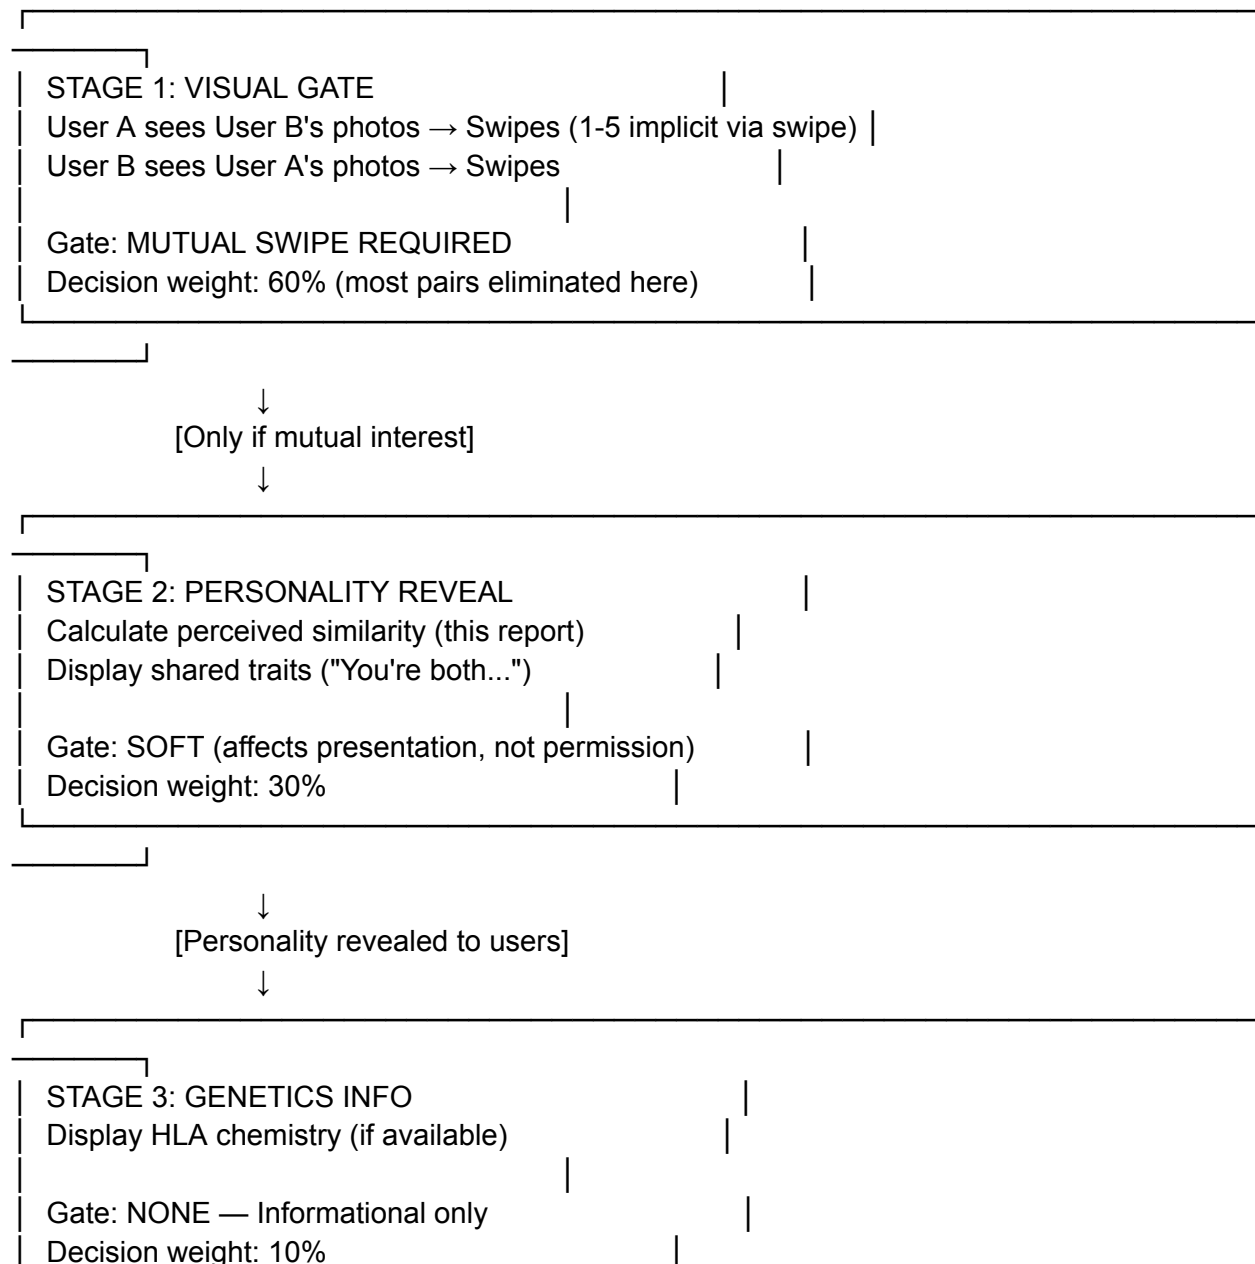 STAGE 1: VISUAL GATE
User A sees User B's photos → Swipes (1-5 implicit via swipe)
User B sees User A's photos → Swipes
Gate: MUTUAL SWIPE REQUIRED
Decision weight: 60% (most pairs eliminated here)
↓
[Only if mutual interest]
↓
STAGE 2: PERSONALITY REVEAL
Calculate perceived similarity (this report)
Display shared traits ("You're both...")
Gate: SOFT (affects presentation, not permission)
Decision weight: 30%
↓
[Personality revealed to users]
↓
STAGE 3: GENETICS INFO
Display HLA chemistry (if available)
Gate: NONE — Informational only
Decision weight: 10%